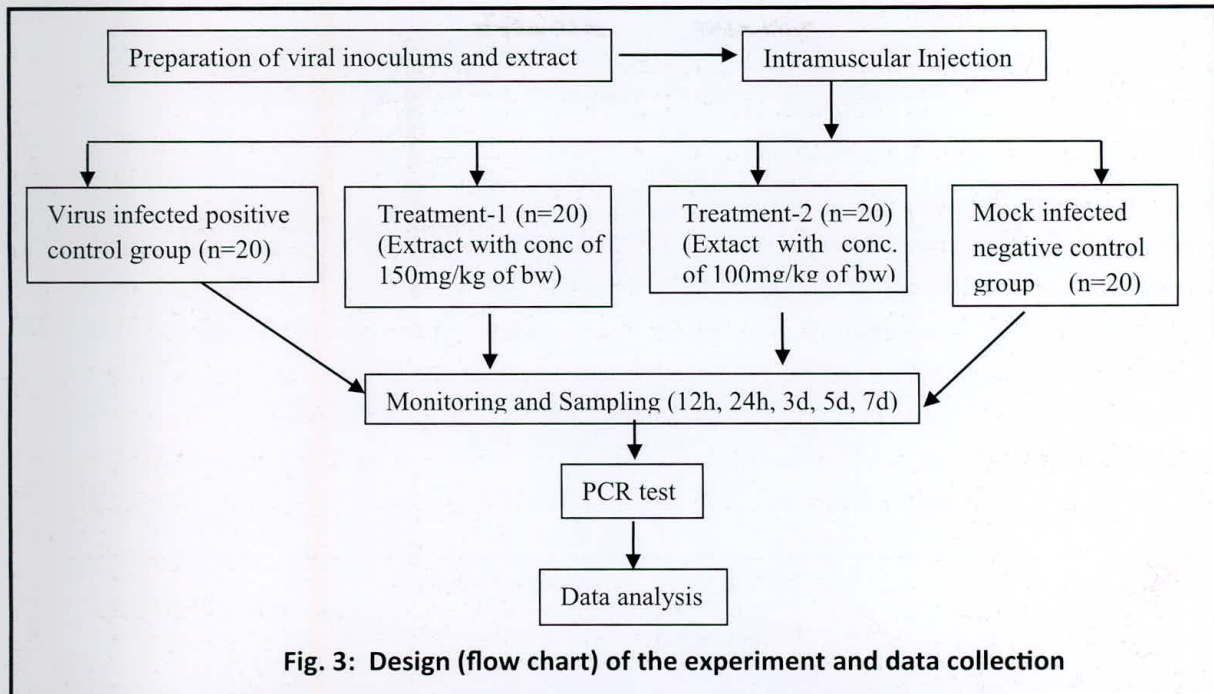 Preparation of viral inoculums and extract
Intramuscular Injection
Virus infected positive
control group (n=20)
Treatment-1 (n=20)
(Extract with conc of
150mg/kg of bw)
Treatment-2 (n=20)
(Extact with conc.
of 100mg/kg of bw)
Mock infected
negative control
group (n=20)
Monitoring and Sampling (12h, 24h, 3d, 5d, 7d)
PCR test
Data analysis
Fig. 3: Design (flow chart) of the experiment and data collection